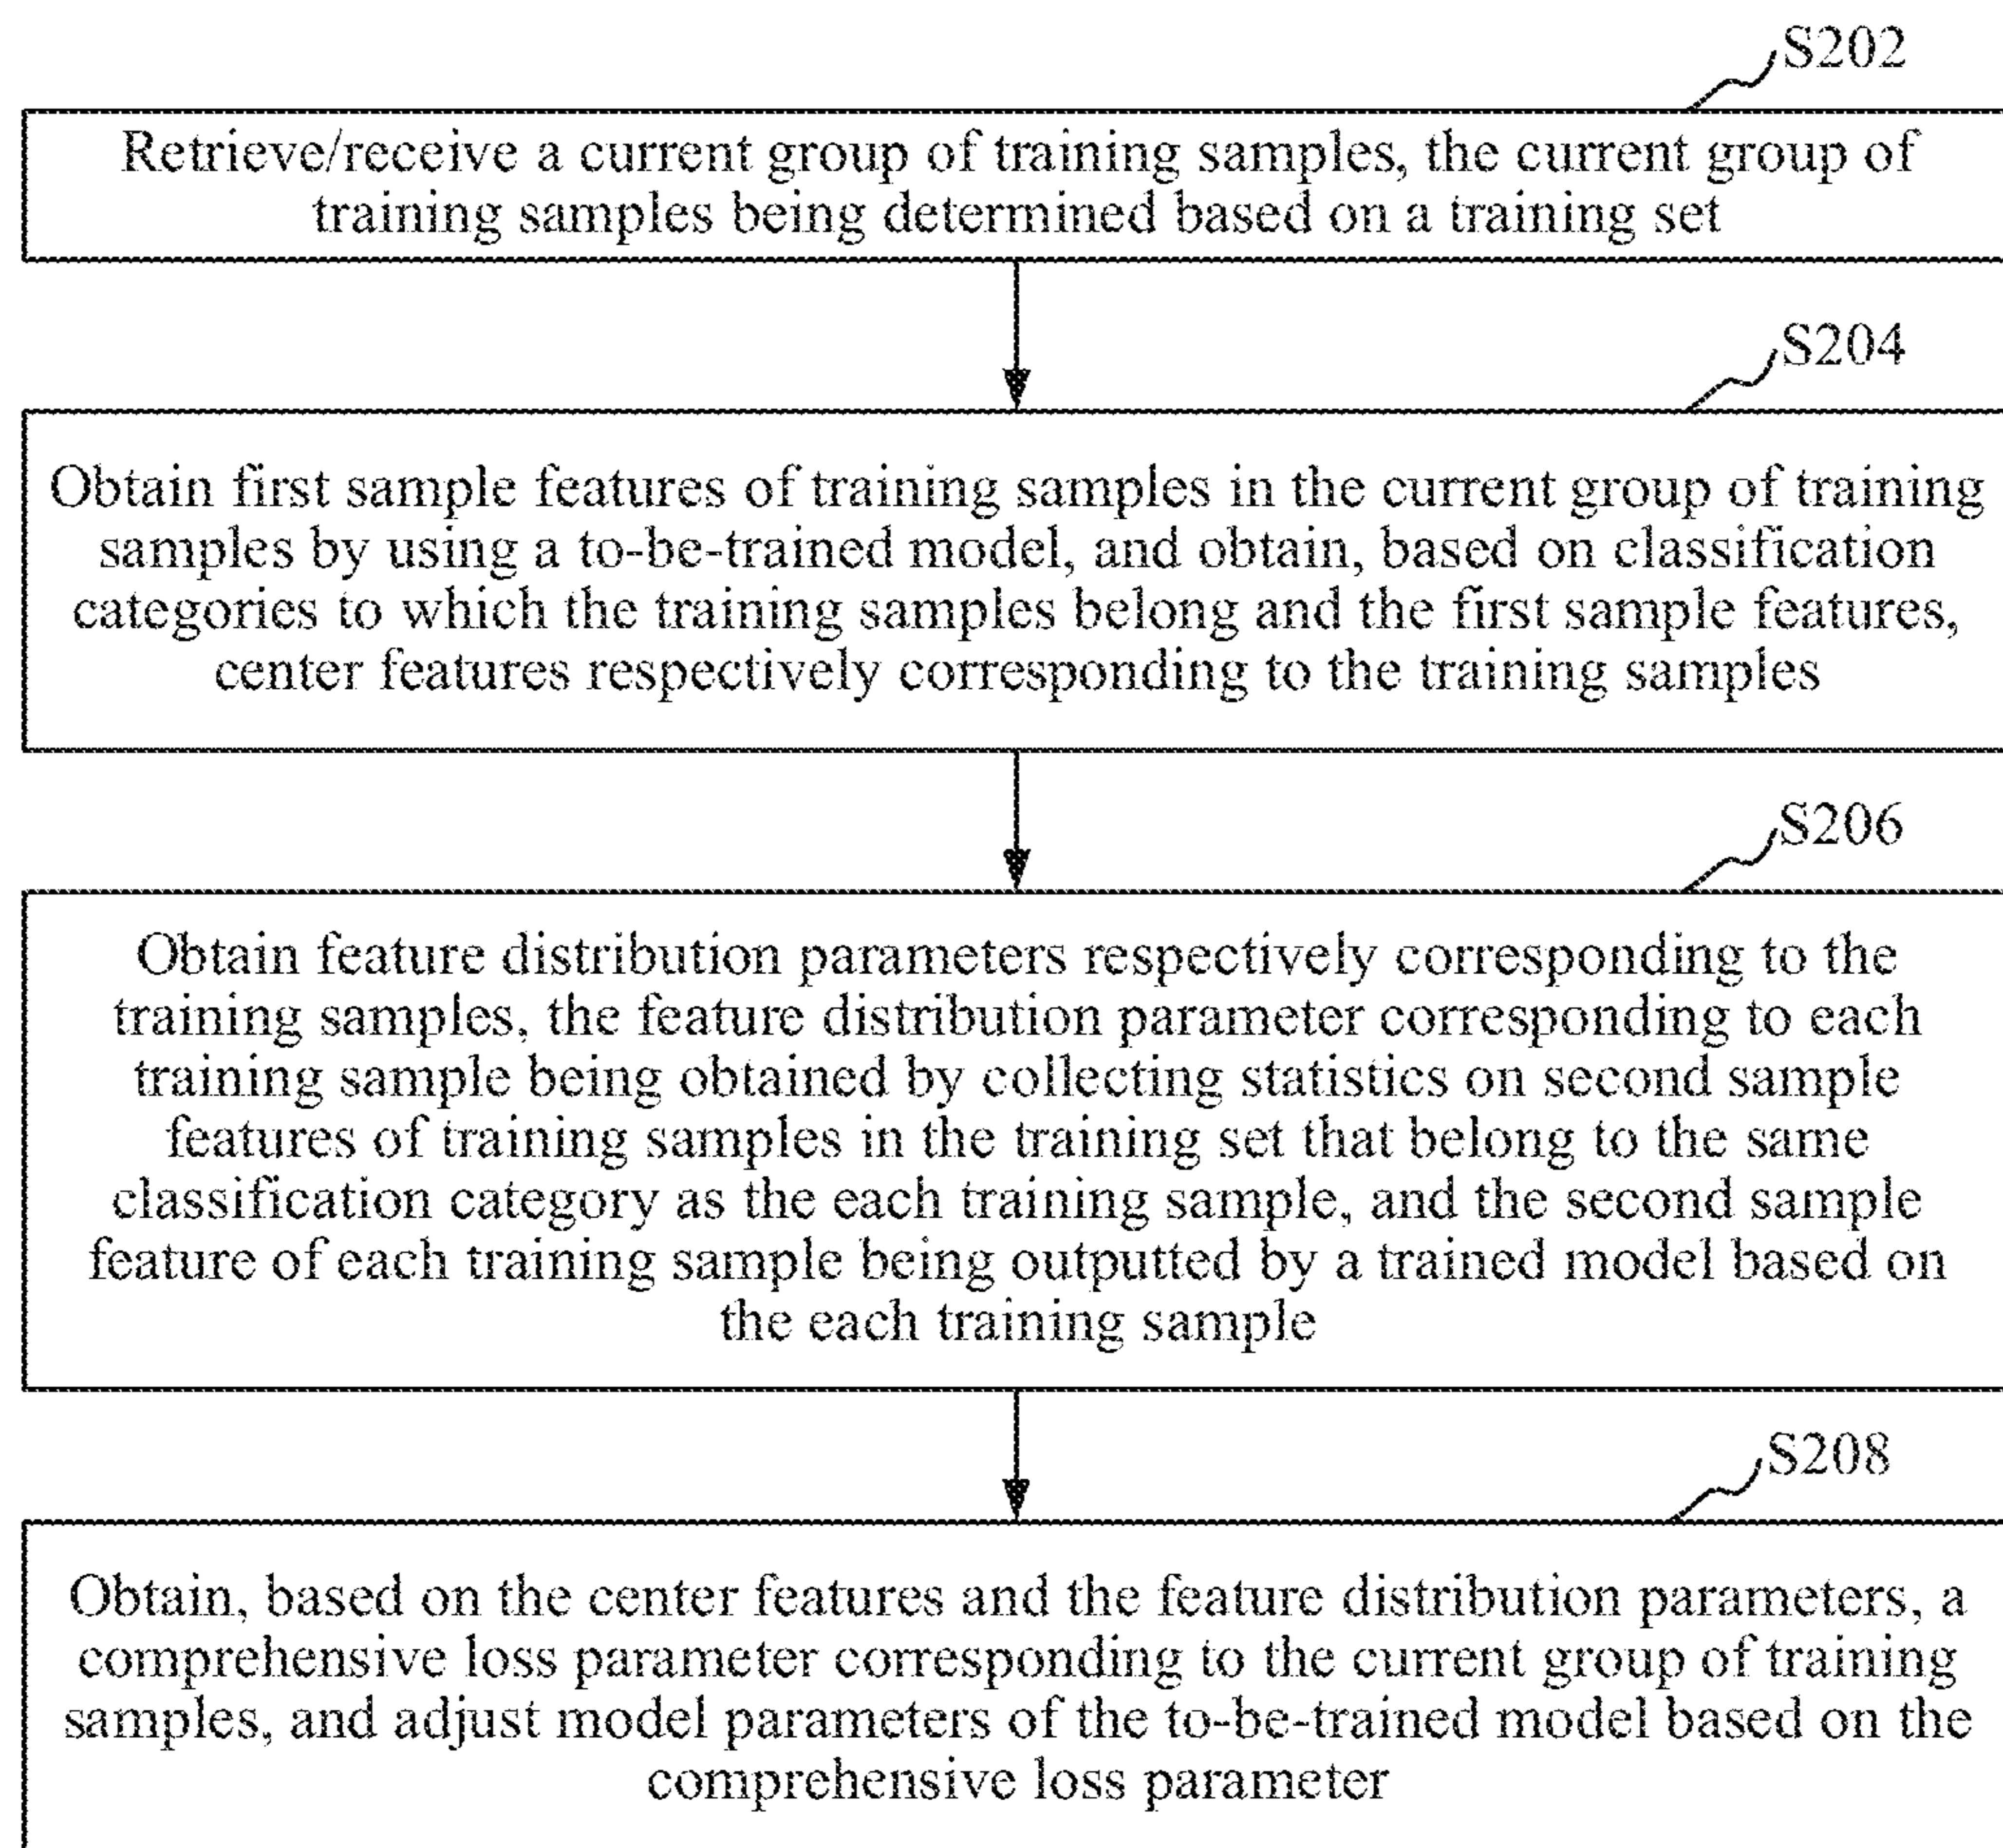 S202
Retrieve/receive a current group of training samples, the current group of
training samples being determined based on a training set
S204
Obtain first sample features of training samples in the current group of training
samples by using a to-be-trained model, and obtain, based on classification
categories to which the training samples belong and the first sample features,
center features respectively corresponding to the training samples
S206
Obtain feature distribution parameters respectively corresponding to the
training samples, the feature distribution parameter corresponding to each
training sample being obtained by collecting statistics on second sample
features of training samples in the training set that belong to the same
classification category as the each training sample, and the second sample
feature of each training sample being outputted by a trained model based on
the each training sample
S208
Obtain, based on the center features and the feature distribution parameters, a
comprehensive loss parameter corresponding to the current group of training
samples, and adjust model parameters of the to-be-trained model based on the
comprehensive loss parameter